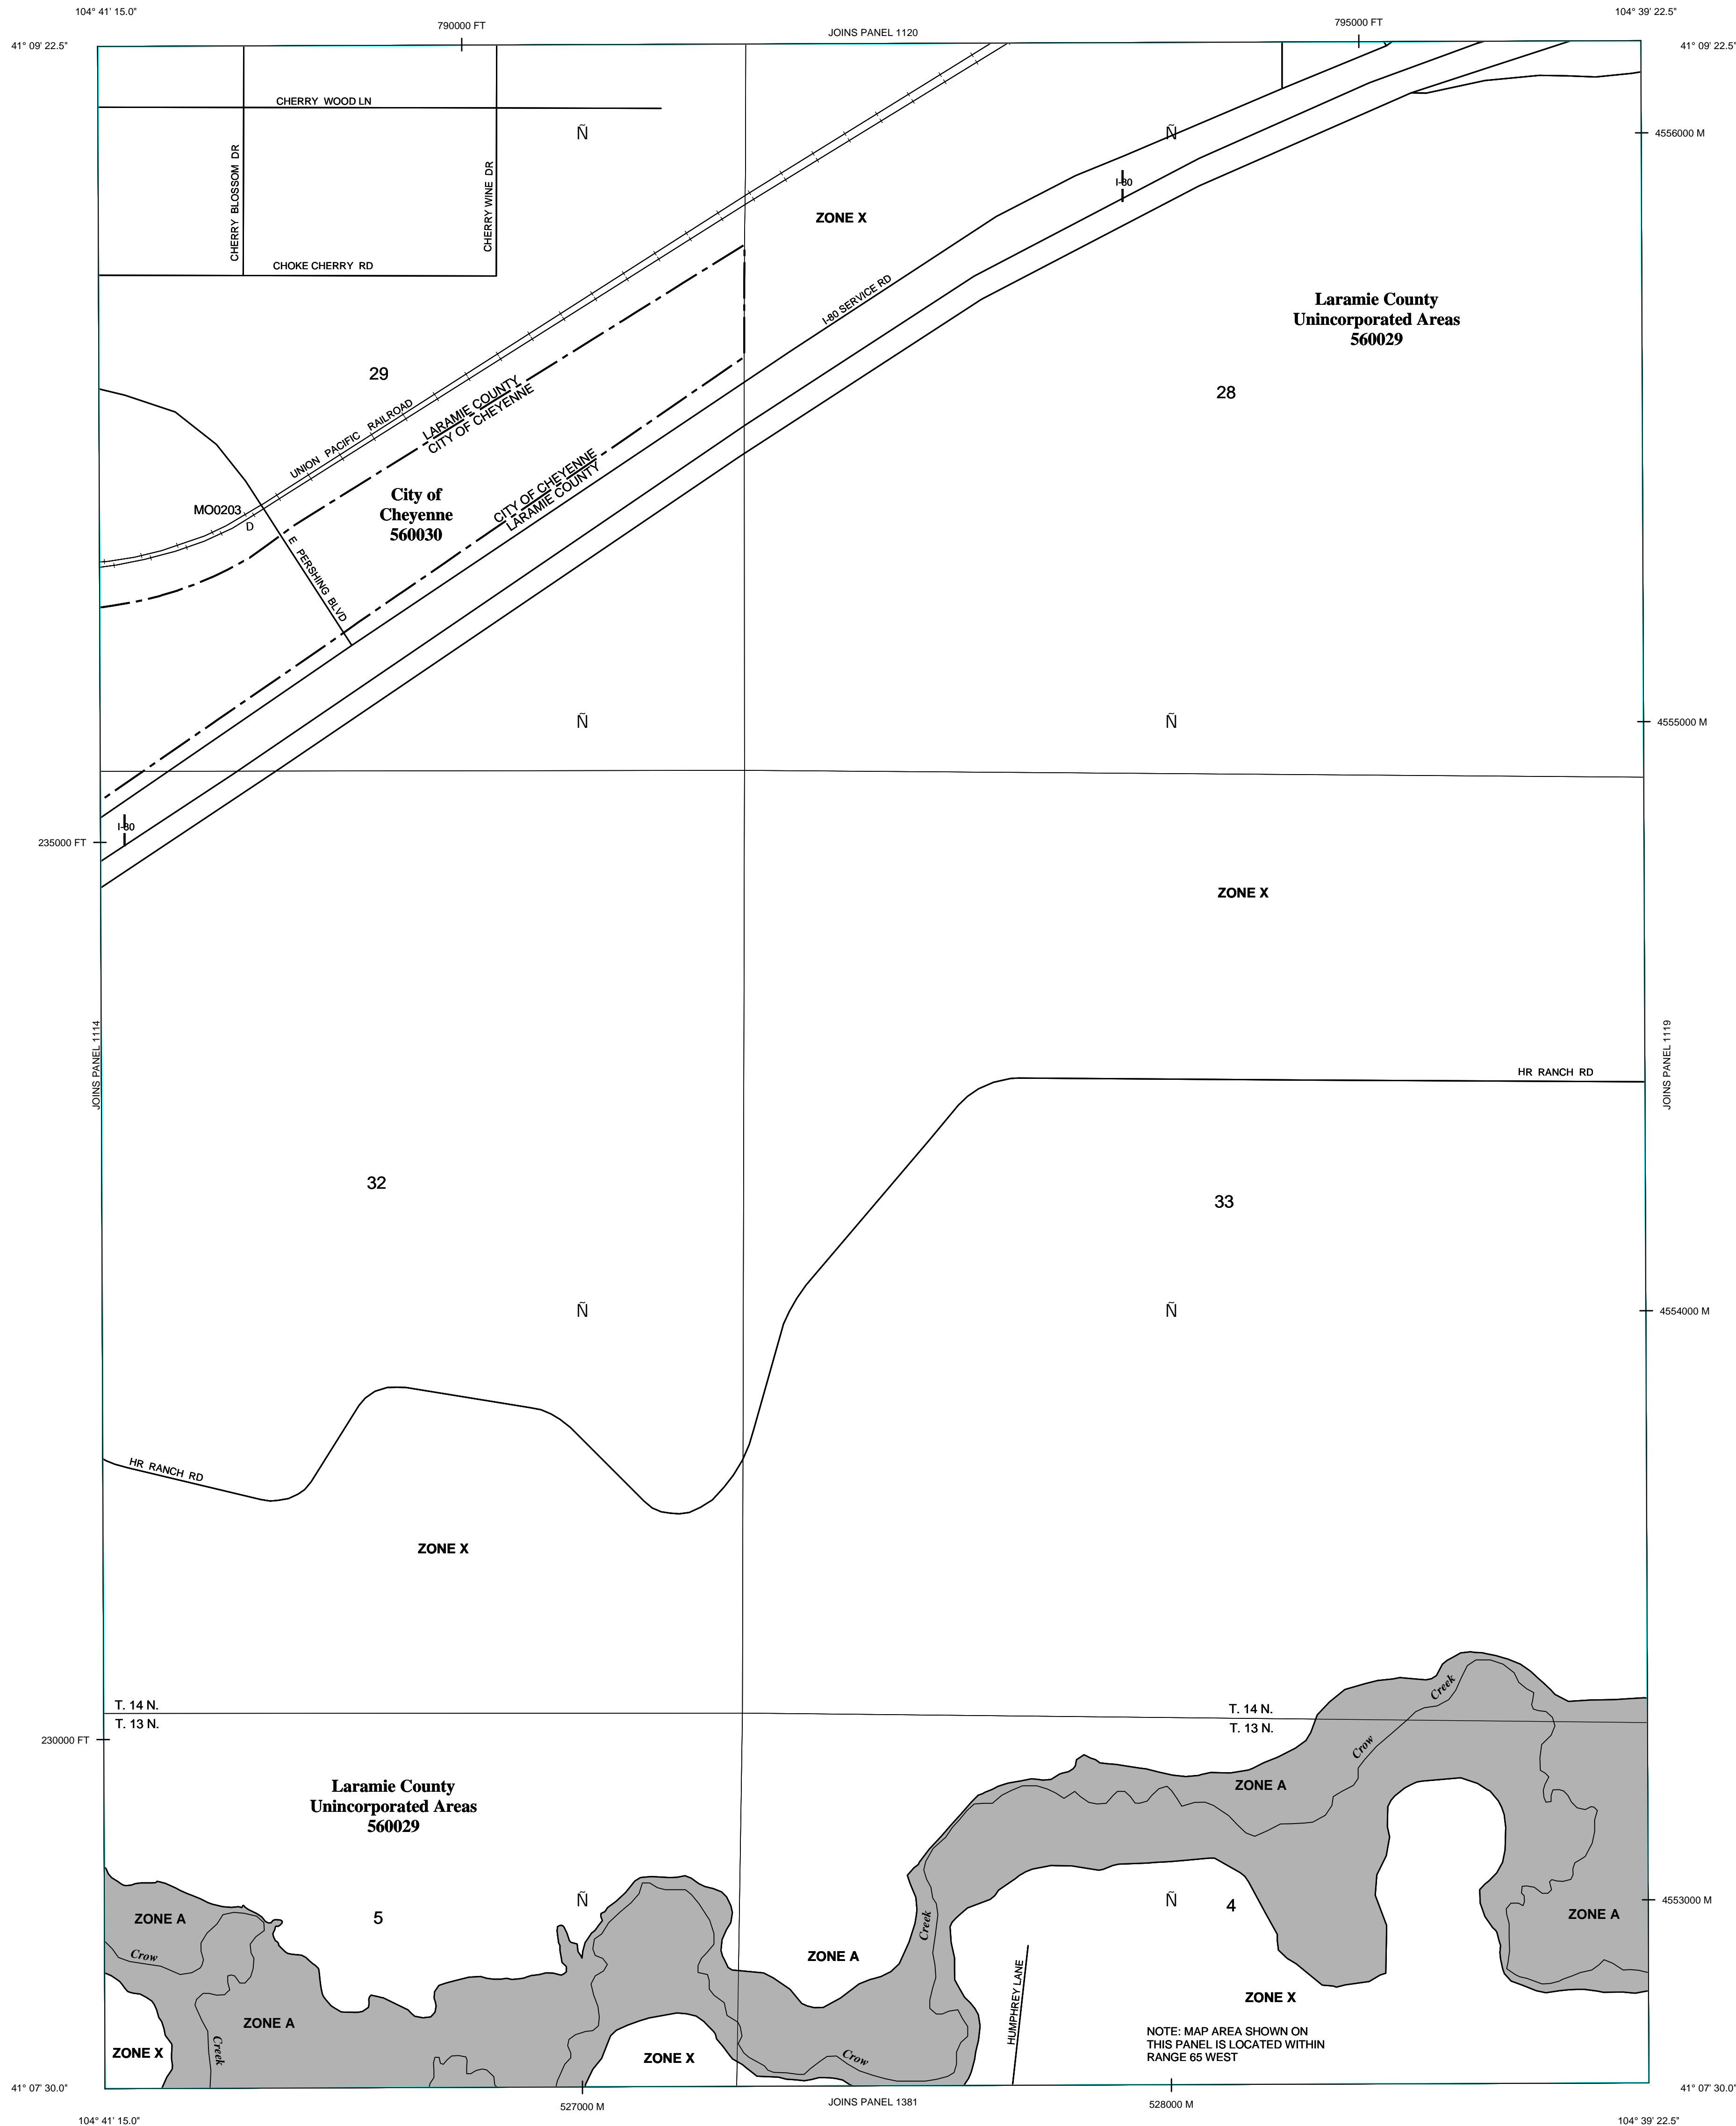 104° 41' 15.0"
790000 FT
JOINS PANEL 1120
795000 FT
104° 39' 22.5"
41° 09' 22.5"
41° 09' 22.5"
CHERRY WOOD LN
Ñ
Ñ
4556000 M
CHERRY BLOSSOM DR
CHERRY WINE DR
I-80
ZONE X
CHOKE CHERRY RD
I-80 SERVICE RD
Laramie County
Unincorporated Areas
560029
29
28
LARAMIE COUNTY
CITY OF CHEYENNE
UNION PACIFIC RAILROAD
CITY OF CHEYENNE
LARAMIE COUNTY
City of
Cheyenne
560030
MO0203
D
E PERSHING BLVD
Ñ
Ñ
4555000 M
I-80
235000 FT
ZONE X
JOINS PANEL 1114
JOINS PANEL 1119
HR RANCH RD
32
33
Ñ
Ñ
4554000 M
HR RANCH RD
ZONE X
T. 14 N.
T. 13 N.
T. 14 N.
T. 13 N.
Creek
Crow
230000 FT
ZONE A
Laramie County
Unincorporated Areas
560029
Ñ
Ñ
4553000 M
4
ZONE A
5
ZONE A
Creek
Crow
ZONE A
HUMPHREY LANE
ZONE X
ZONE A
Creek
ZONE X
ZONE X
Crow
NOTE: MAP AREA SHOWN ON
THIS PANEL IS LOCATED WITHIN
RANGE 65 WEST
41° 07' 30.0"
41° 07' 30.0"
527000 M
JOINS PANEL 1381
528000 M
104° 41' 15.0"
104° 39' 22.5"